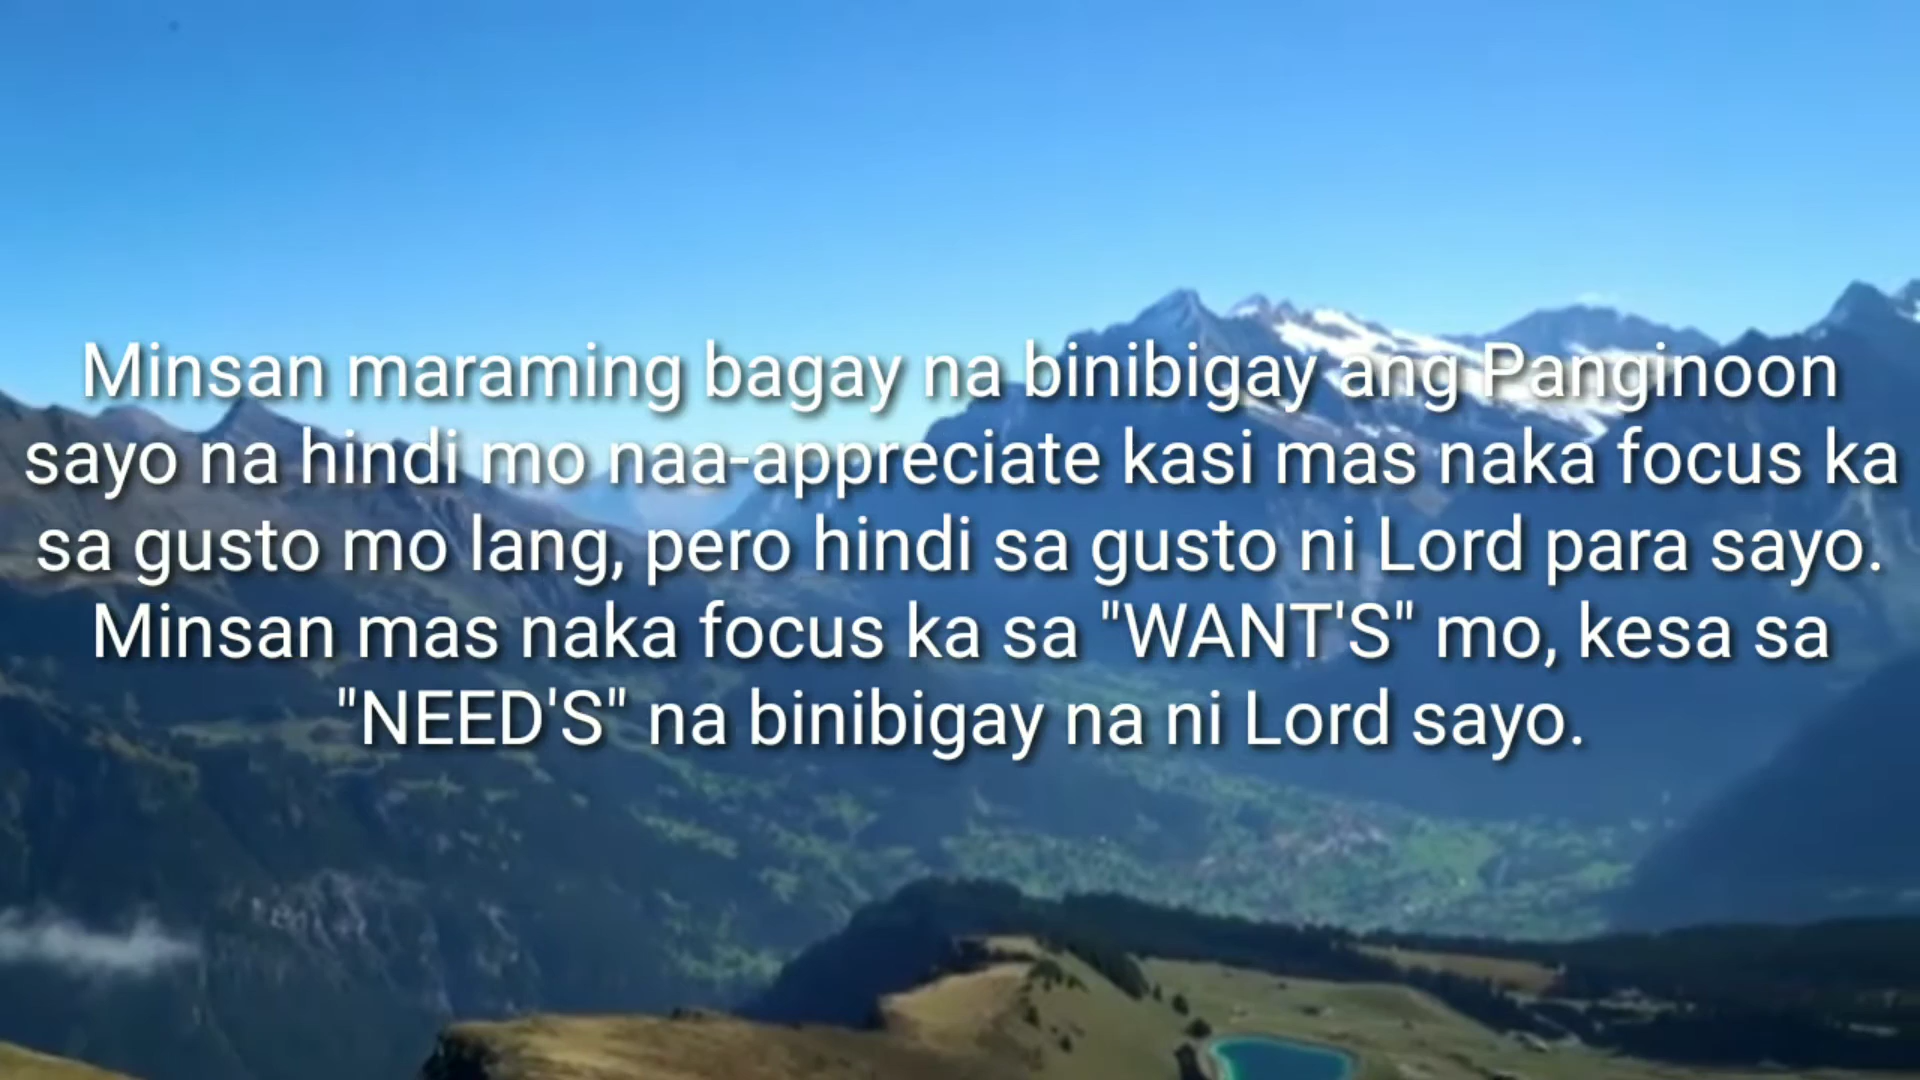 Minsan maraming bagay na binibigay ang Panginoon
sayo na hindi mo naa-appreciate kasi mas naka focus ka
sa gusto mo lang, pero hindi sa gusto ni Lord para sayo.
Minsan mas naka focus ka sa "WANT'S" mo, kesa sa
"NEED'S" na binibigay na ni Lord sayo.